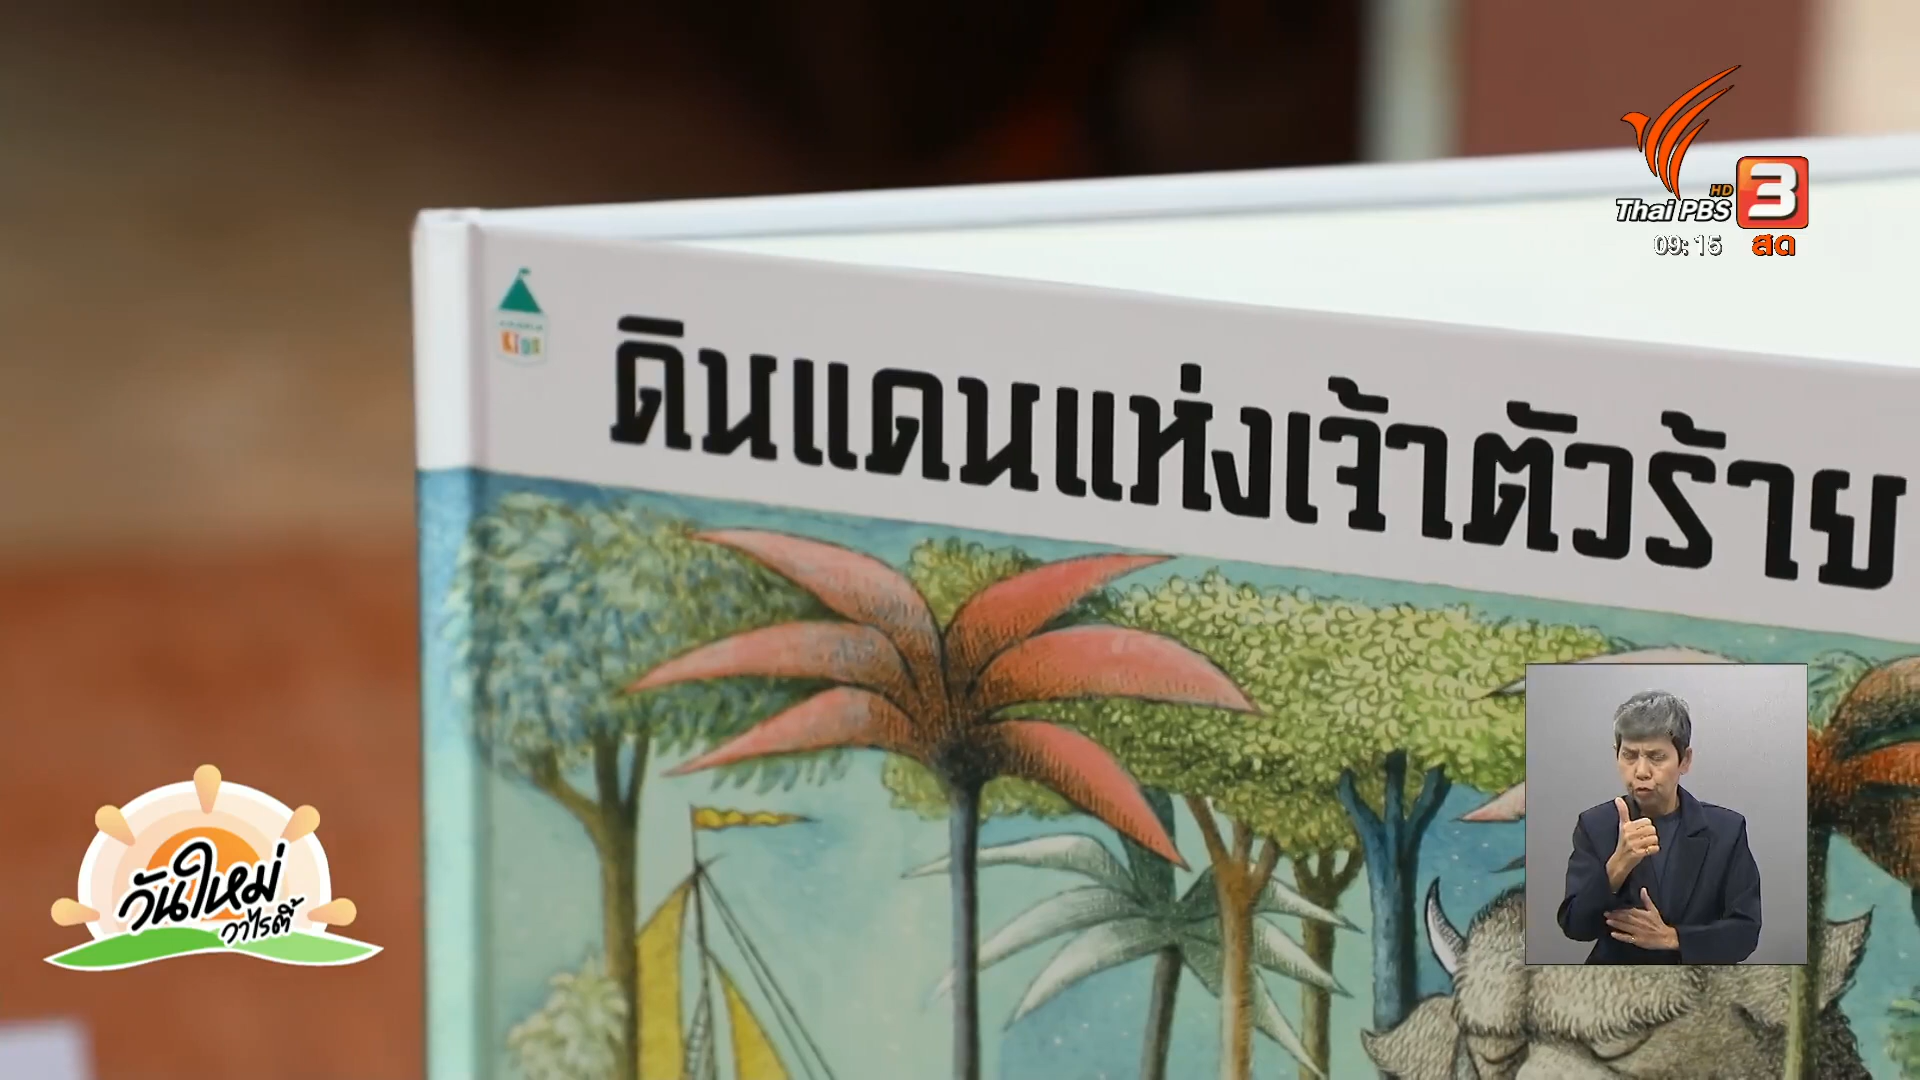 HD
Thai PBS 3
09:15 สด
Kids
ดินแดนแห่งเจ้าตัวร้าย
วันใหม่
วาไรตี้